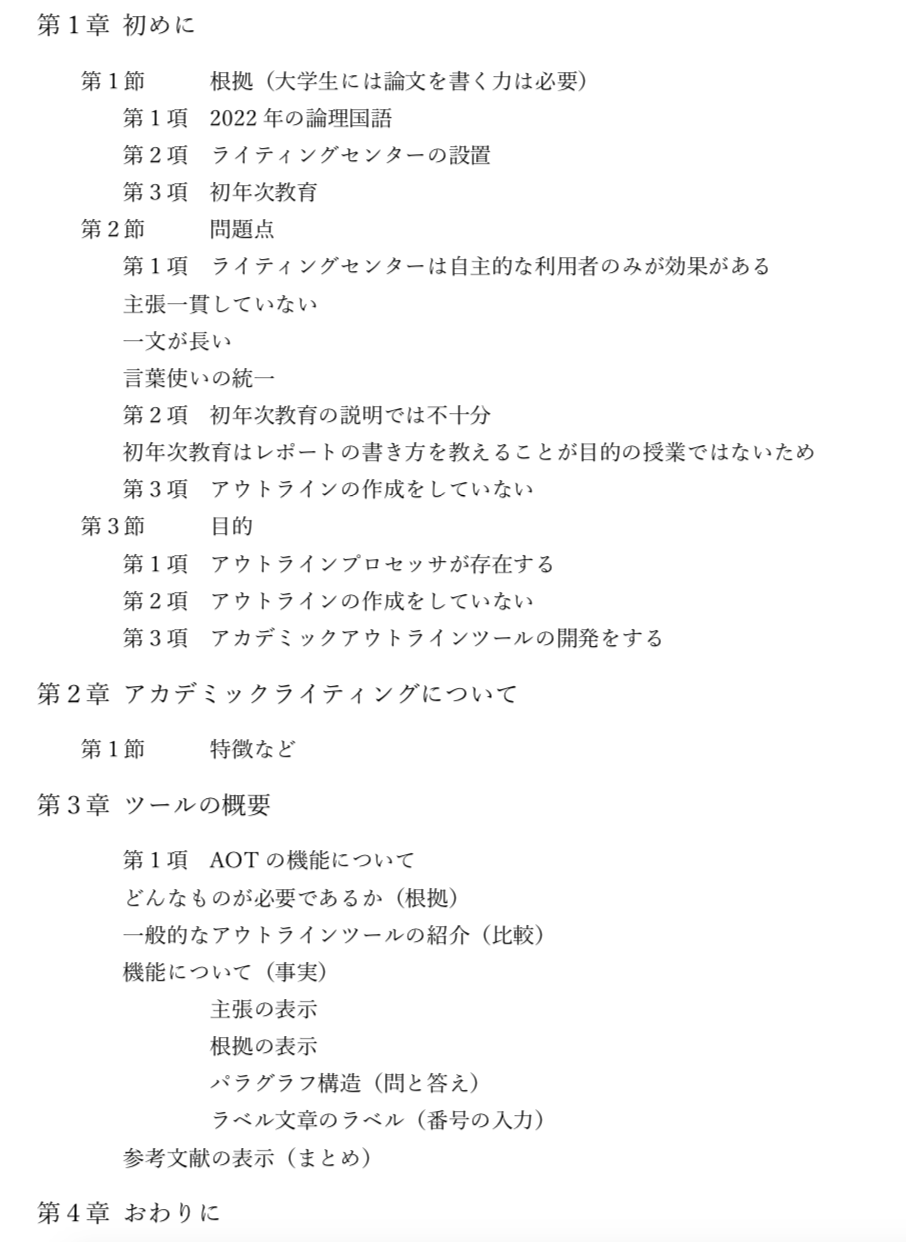 第1章 初めに
第1節 根拠（大学生には論文を書く力は必要）
第1項 2022 年の論理国語
第2項 ライティングセンターの設置
第3項 初年次教育
第2節 問題点
第1項 ライティングセンターは自主的な利用者のみが効果がある
主張一貫していない
一文が長い
言葉使いの統一
第2項 初年次教育の説明では不十分
初年次教育はレポートの書き方を教えることが目的の授業ではないため
第3項 アウトラインの作成をしていない
第3節 目的
第1項 アウトラインプロセッサが存在する
第2項 アウトラインの作成をしていない
第3項 アカデミックアウトラインツールの開発をする
第2章 アカデミックライティングについて
第1節 特徴など
第3章 ツールの概要
第1項 AOT の機能について
どんなものが必要であるか（根拠）
一般的なアウトラインツールの紹介（比較）
機能について（事実）
主張の表示
根拠の表示
パラグラフ構造（問と答え）
ラベル文章のラベル（番号の入力）
参考文献の表示（まとめ）
第4章 おわりに